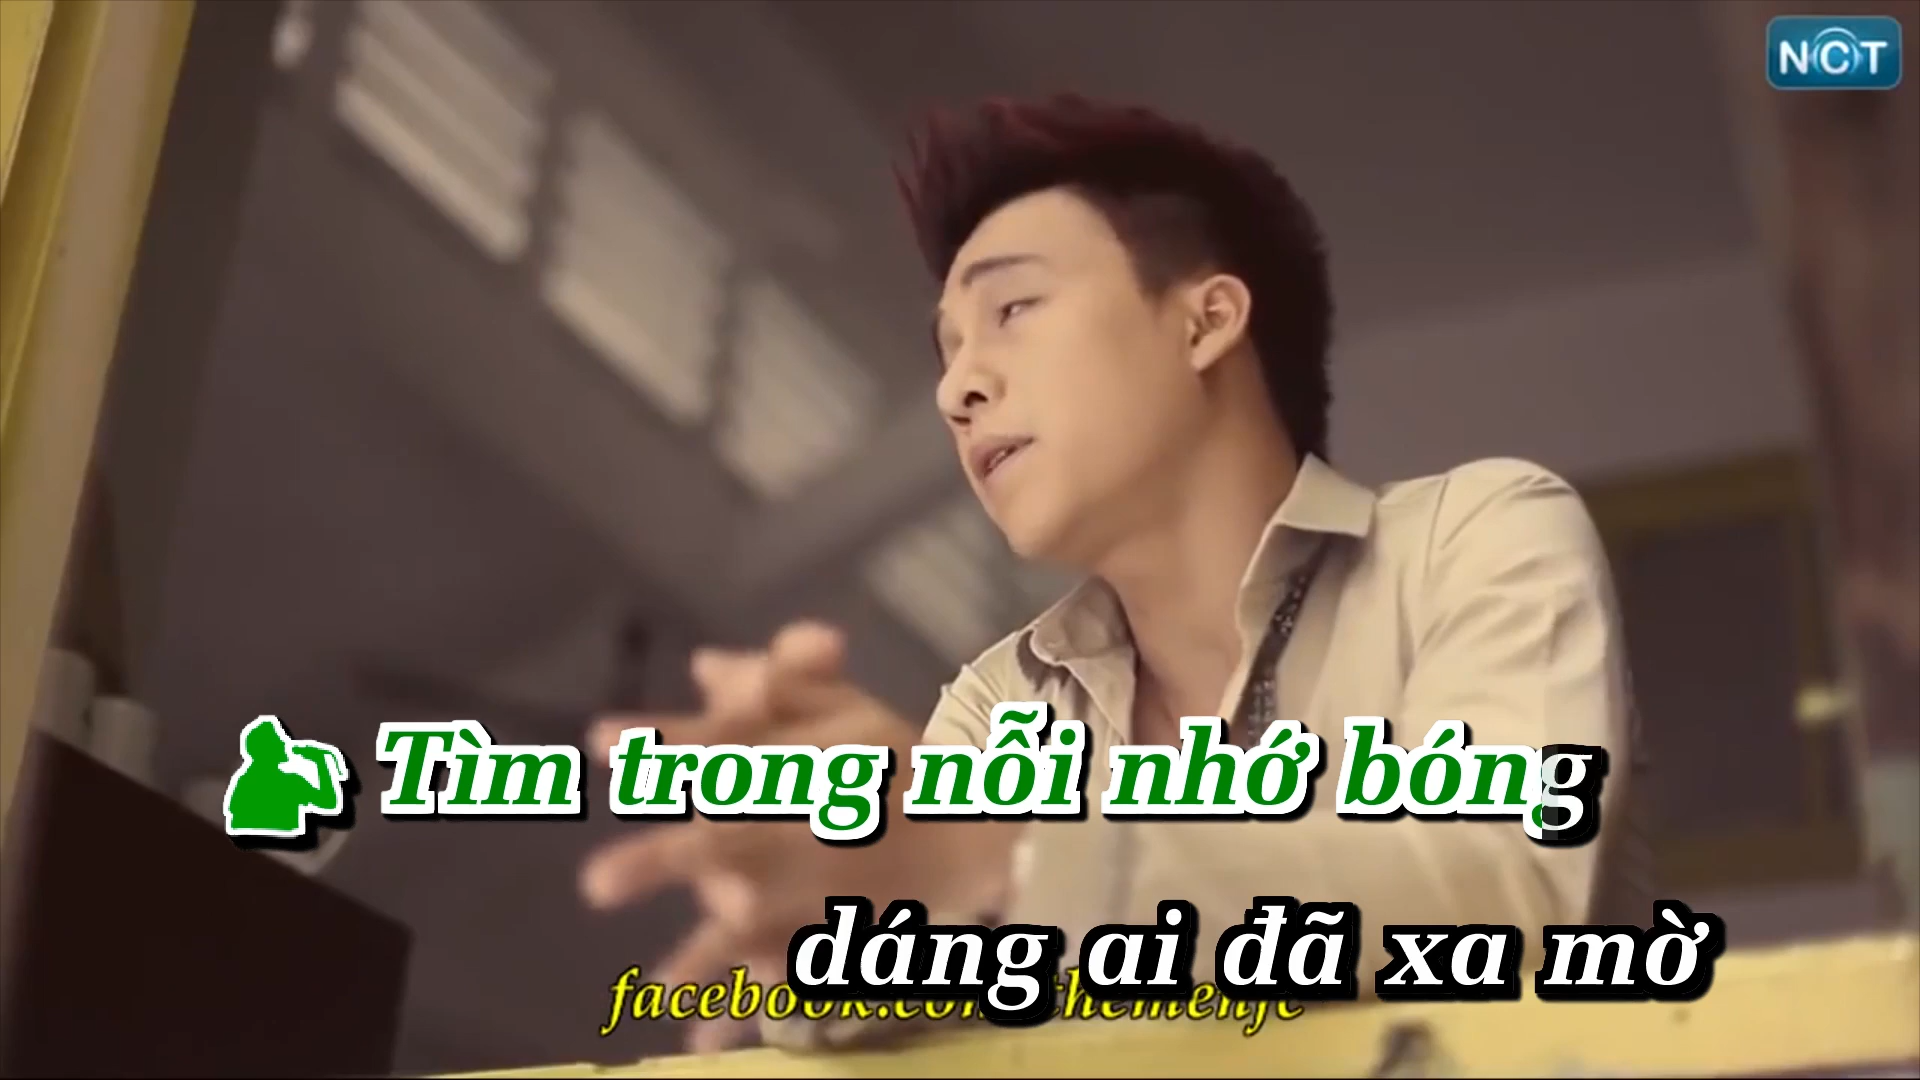 NCT
Tìm trong nỗi nhớ bóng
dáng ai đã xa mờ